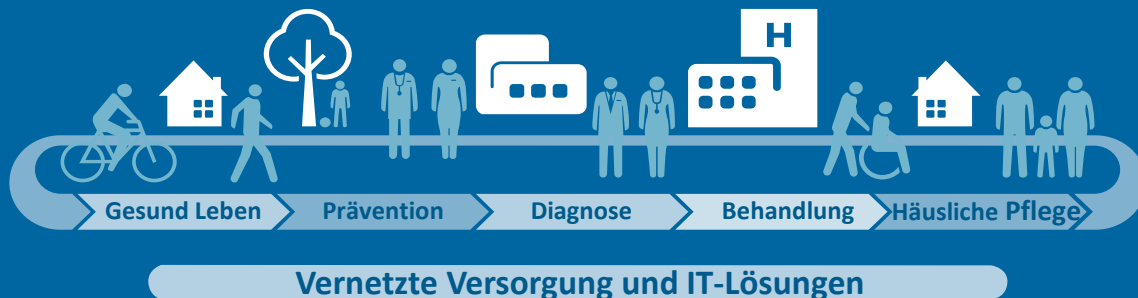 H
Gesund Leben
Prävention
Diagnose
Behandlung
Häusliche Pflege
Vernetzte Versorgung und IT-Lösungen